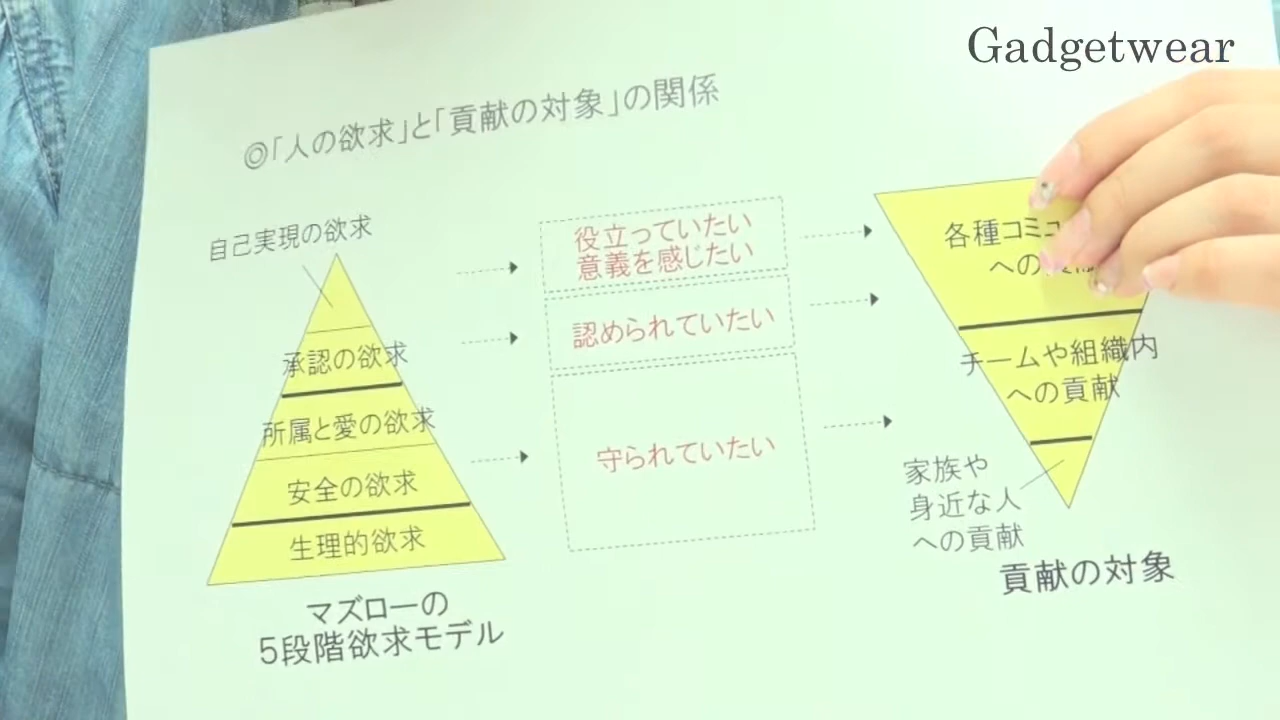 Gadgetwear
◎「人の欲求」と「貢献の対象」の関係
自己実現の欲求
承認の欲求
所属と愛の欲求
安全の欲求
生理的欲求
マズローの
5段階欲求モデル
役立っていたい
意義を感じたい
認められていたい
守られていたい
各種コミュ
への
チームや組織内
への貢献
家族や
身近な人
への貢献
貢献の対象